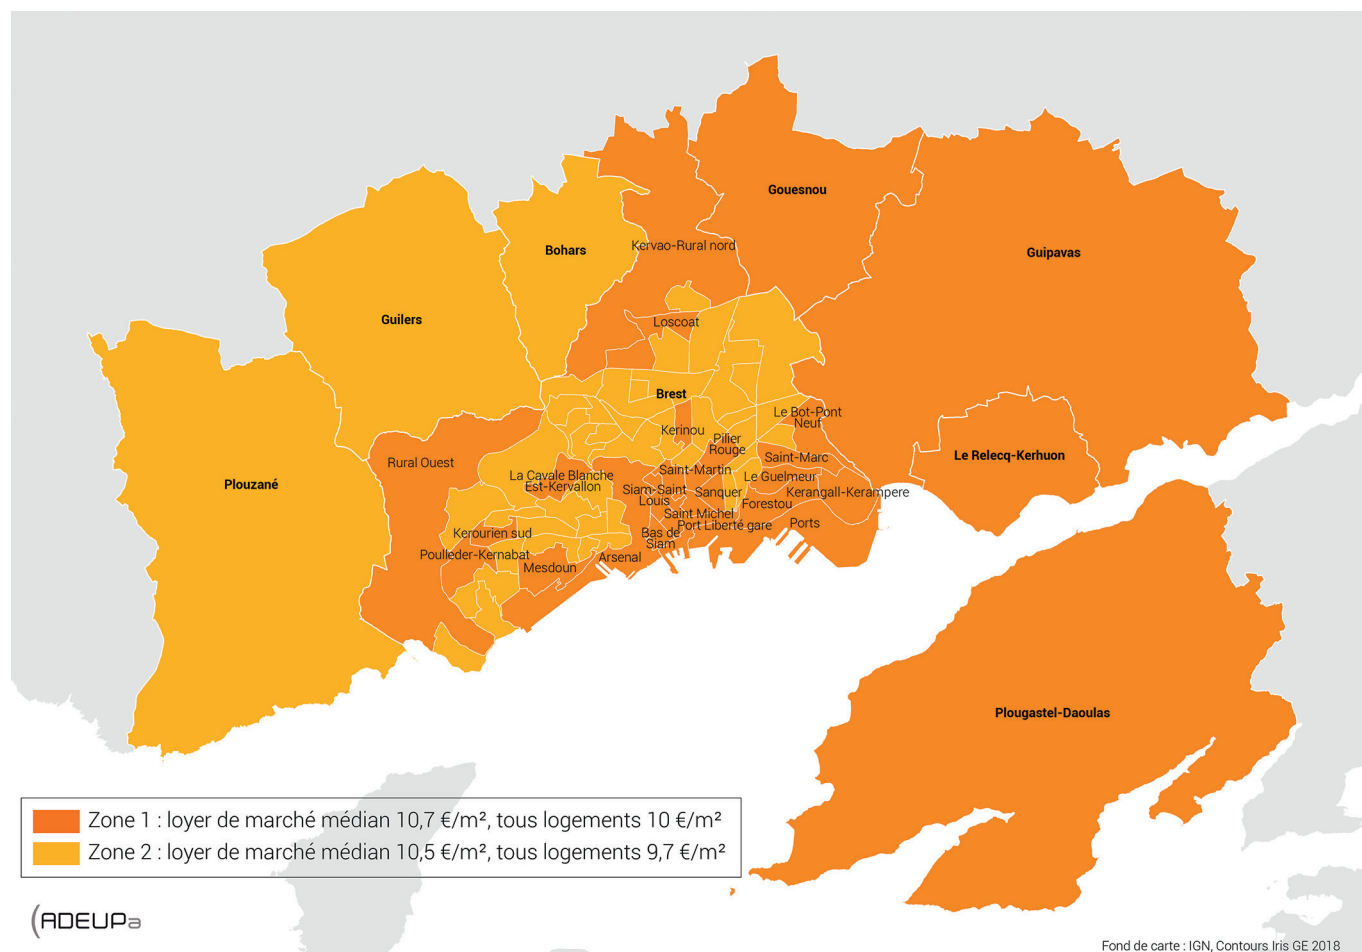 Gouesnou
Guipavas
Kervao-Rural nord
Bohars
Guilers
Loscoat
Brest
Le Bot-Pont
Neuf
Kerinou
Pilier
Rouge
Le Relecq-Kerhuon
Saint-Marc
Rural Ouest
Saint-Martin
La Cavale Blanche
Est-Kervallon
Le Guelmeur
Plouzané
Siam-Saint
Louis
Sanquer
Kerangall-Kerampere
Forestou
Saint Michel
Port Liberté gare
Ports
Kerourien sud
Bas de
Siam
Poulleder-Kernabat
Arsenal
Mesdoun
Plougastel-Daoulas
Zone 1 : loyer de marché médian 10,7 €/m², tous logements 10 €/m²
Zone 2 : loyer de marché médian 10,5 €/m², tous logements 9,7 €/m²
(ADEUPa
Fond de carte : IGN, Contours Iris GE 2018